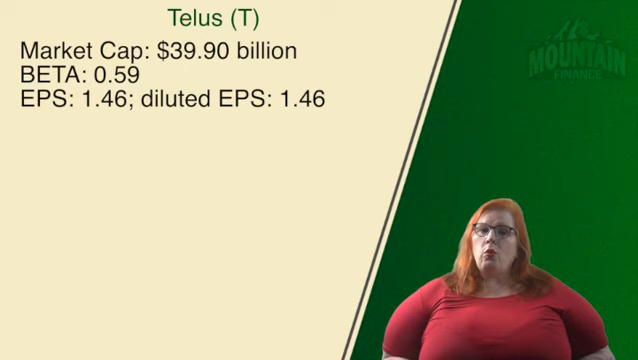 Telus (T)
Market Cap: $39.90 billion
BETA: 0.59
EPS: 1.46; diluted EPS: 1.46
MOUNTAIN
FINANCE